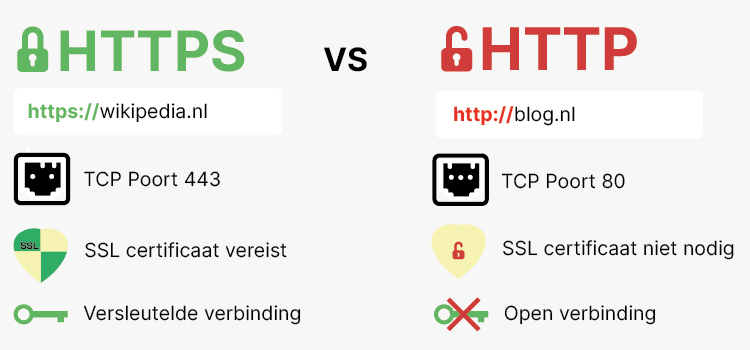 HTTPS
vs
HTTP
https://wikipedia.nl
http://blog.nl
TCP Poort 443
TCP Poort 80
SSL
SSL certificaat vereist
SSL certificaat niet nodig
Versleutelde verbinding
Open verbinding